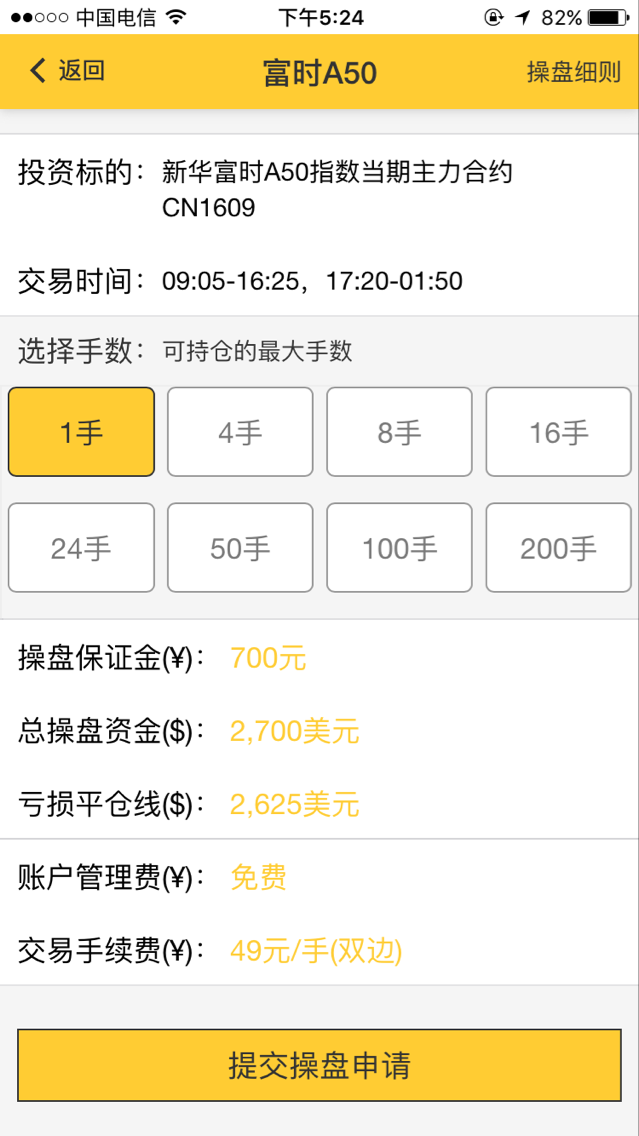 中国电信 下午5:24 82%
返回 富时A50 操盘细则
投资标的： 新华富时A50指数当期主力合约
CN1609
交易时间： 09:05-16:25，17:20-01:50
选择手数： 可持仓的最大手数
1手 4手 8手 16手
24手 50手 100手 200手
操盘保证金(¥)： 700元
总操盘资金($)： 2,700美元
亏损平仓线($)： 2,625美元
账户管理费(¥)： 免费
交易手续费(¥)： 49元/手(双边)
提交操盘申请